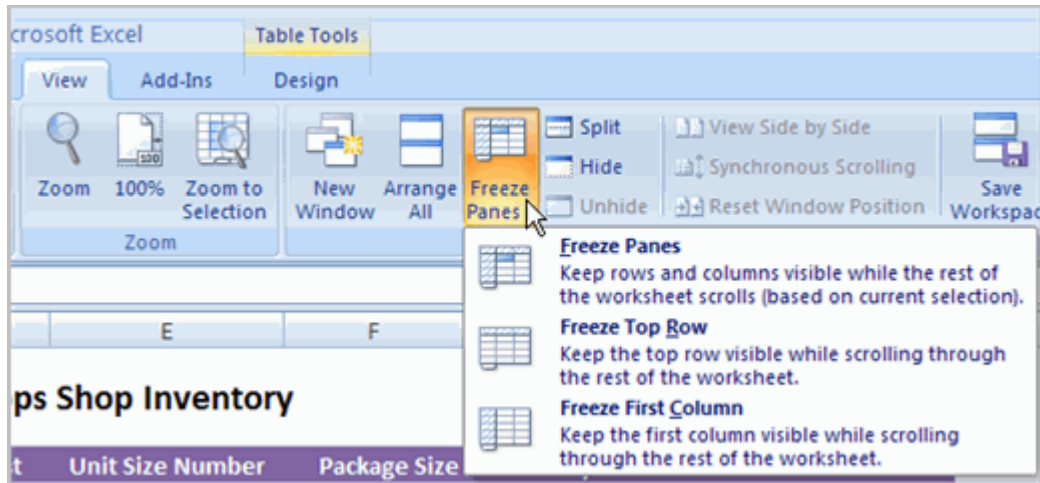 crosoft Excel Table Tools
View Add-Ins Design
Zoom 100% Zoom to Selection New Window Arrange All Freeze Panes Split Hide Unhide View Side by Side Synchronous Scrolling Reset Window Position Save Workspac
Zoom
Freeze Panes
Keep rows and columns visible while the rest of
the worksheet scrolls (based on current selection).
Freeze Top Row
Keep the top row visible while scrolling through
the rest of the worksheet.
Freeze First Column
Keep the first column visible while scrolling
through the rest of the worksheet.
E F
ps Shop Inventory
t Unit Size Number Package Size